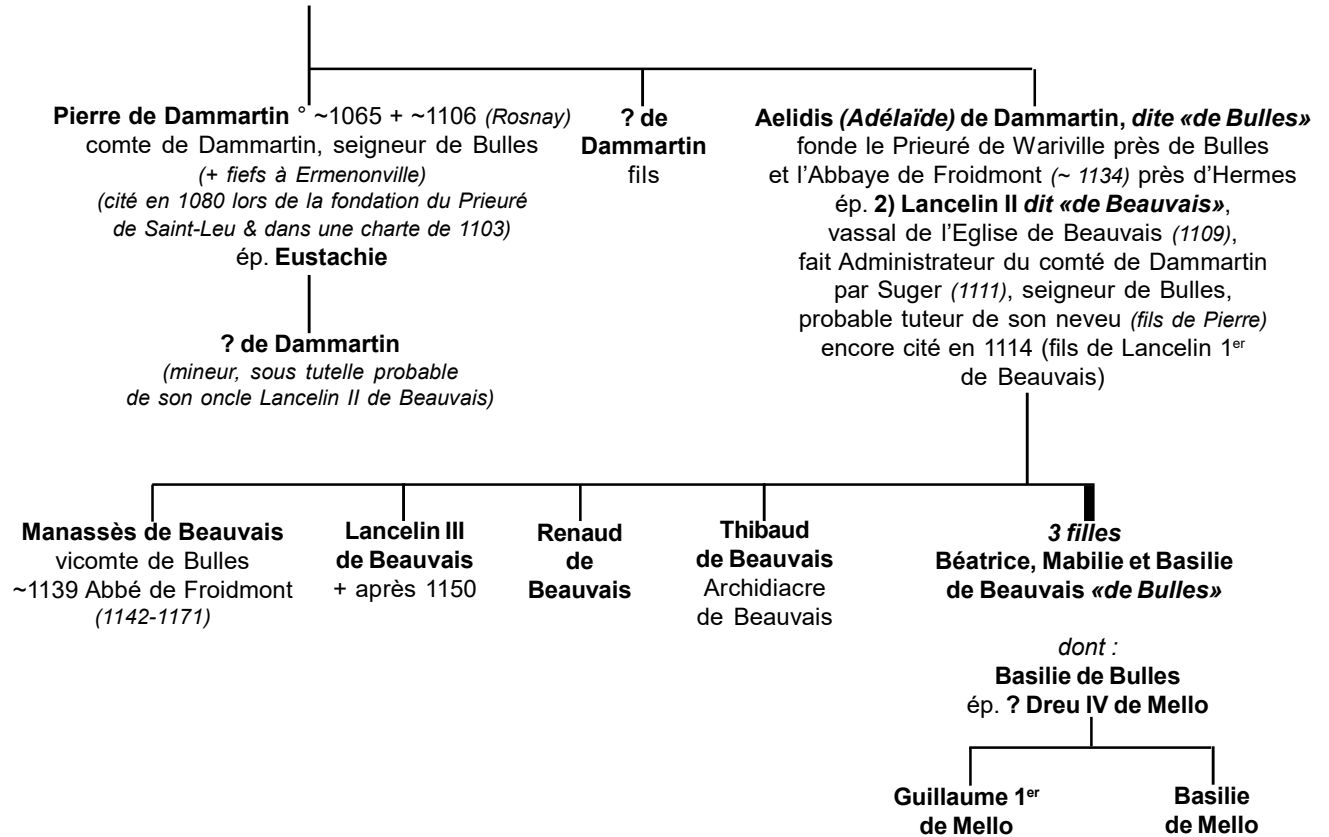 Pierre de Dammartin ° ~1065 + ~1106 (Rosnay)
comte de Dammartin, seigneur de Bulles
(+ fiefs à Ermenonville)
(cité en 1080 lors de la fondation du Prieuré
de Saint-Leu & dans une charte de 1103)
ép. Eustachie
? de Dammartin
(mineur, sous tutelle probable
de son oncle Lancelin II de Beauvais)
? de
Dammartin
fils
Aelidis (Adélaïde) de Dammartin, dite «de Bulles»
fonde le Prieuré de Wariville près de Bulles
et l'Abbaye de Froidmont (~ 1134) près d'Hermes
ép. 2) Lancelin II dit «de Beauvais»,
vassal de l'Eglise de Beauvais (1109),
fait Administrateur du comté de Dammartin
par Suger (1111), seigneur de Bulles,
probable tuteur de son neveu (fils de Pierre)
encore cité en 1114 (fils de Lancelin 1er
de Beauvais)
Manassès de Beauvais
vicomte de Bulles
~1139 Abbé de Froidmont
(1142-1171)
Lancelin III
de Beauvais
+ après 1150
Renaud
de
Beauvais
Thibaud
de Beauvais
Archidiacre
de Beauvais
3 filles
Béatrice, Mabilie et Basilie
de Beauvais «de Bulles»
dont :
Basilie de Bulles
ép. ? Dreu IV de Mello
Guillaume 1er
de Mello
Basilie
de Mello